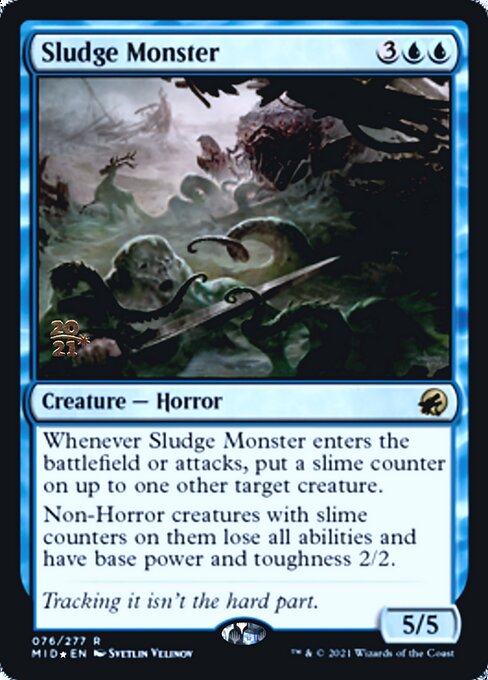 Sludge Monster 3
20
21
Creature — Horror
Whenever Sludge Monster enters the
battlefield or attacks, put a slime counter
on up to one other target creature.
Non-Horror creatures with slime
counters on them lose all abilities and
have base power and toughness 2/2.
Tracking it isn't the hard part.
5/5
076/277 R
MID★EN Svetlin Velinov
™ & © 2021 Wizards of the Coast